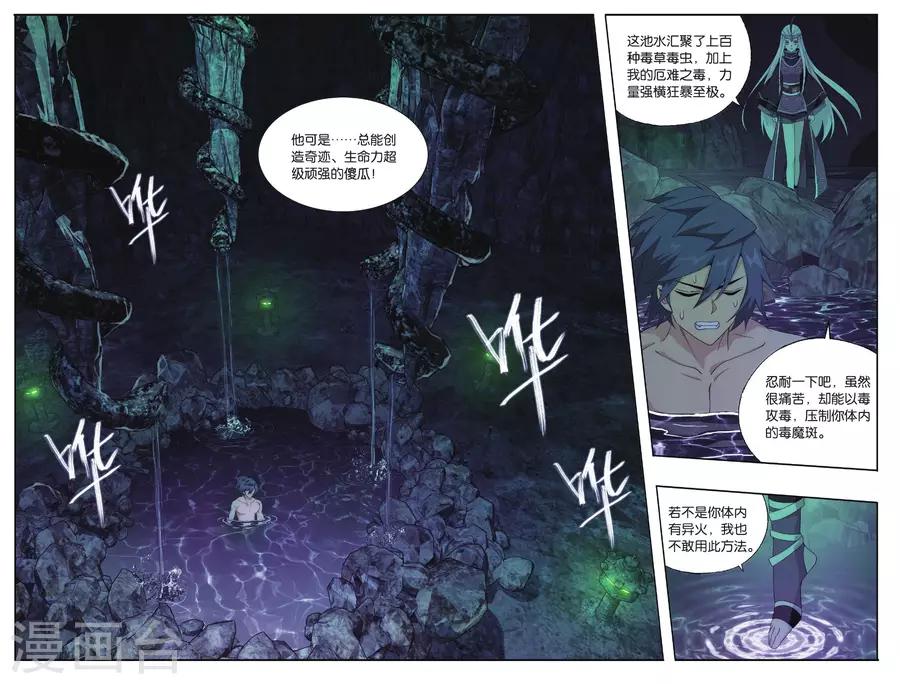 他可是……总能创
造奇迹、生命力超
级顽强的傻瓜！
哗
哗
哗
哗
这池水汇聚了上百
种毒草毒虫，加上
我的厄难之毒，力
量强横狂暴至极。
忍耐一下吧，虽然
很痛苦，却能以毒
攻毒，压制你体内
的毒魔斑。
若不是你体内
有异火，我也
不敢用此方法。
漫画台